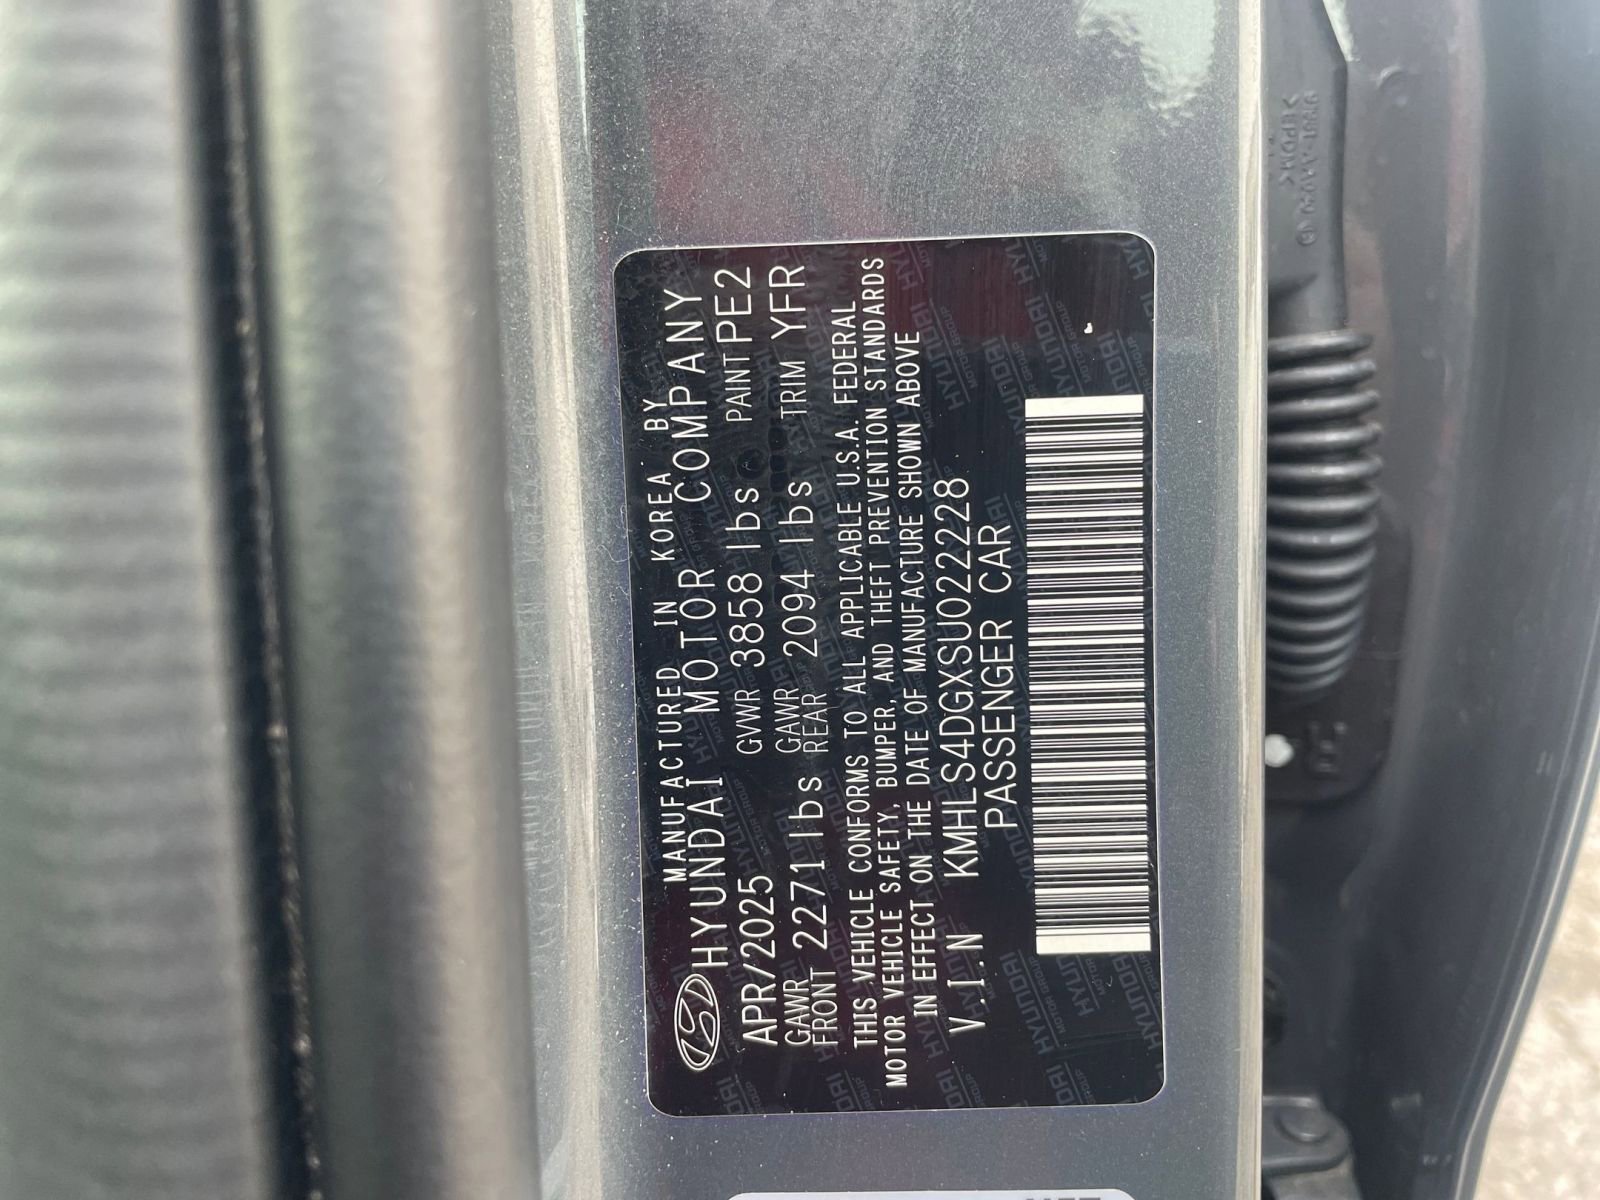 MANUFACTURED IN KOREA BY
HYUNDAI MOTOR COMPANY
APR/2025 GVWR 3858 lbs PAINT PE2
GAWR FRONT 2271 lbs GAWR REAR 2094 lbs TRIM YFR
THIS VEHICLE CONFORMS TO ALL APPLICABLE U.S.A. FEDERAL
MOTOR VEHICLE SAFETY, BUMPER, AND THEFT PREVENTION STANDARDS
IN EFFECT ON THE DATE OF MANUFACTURE SHOWN ABOVE
V.I.N KMHLS4DGXSU022228
PASSENGER CAR
>EPDM<